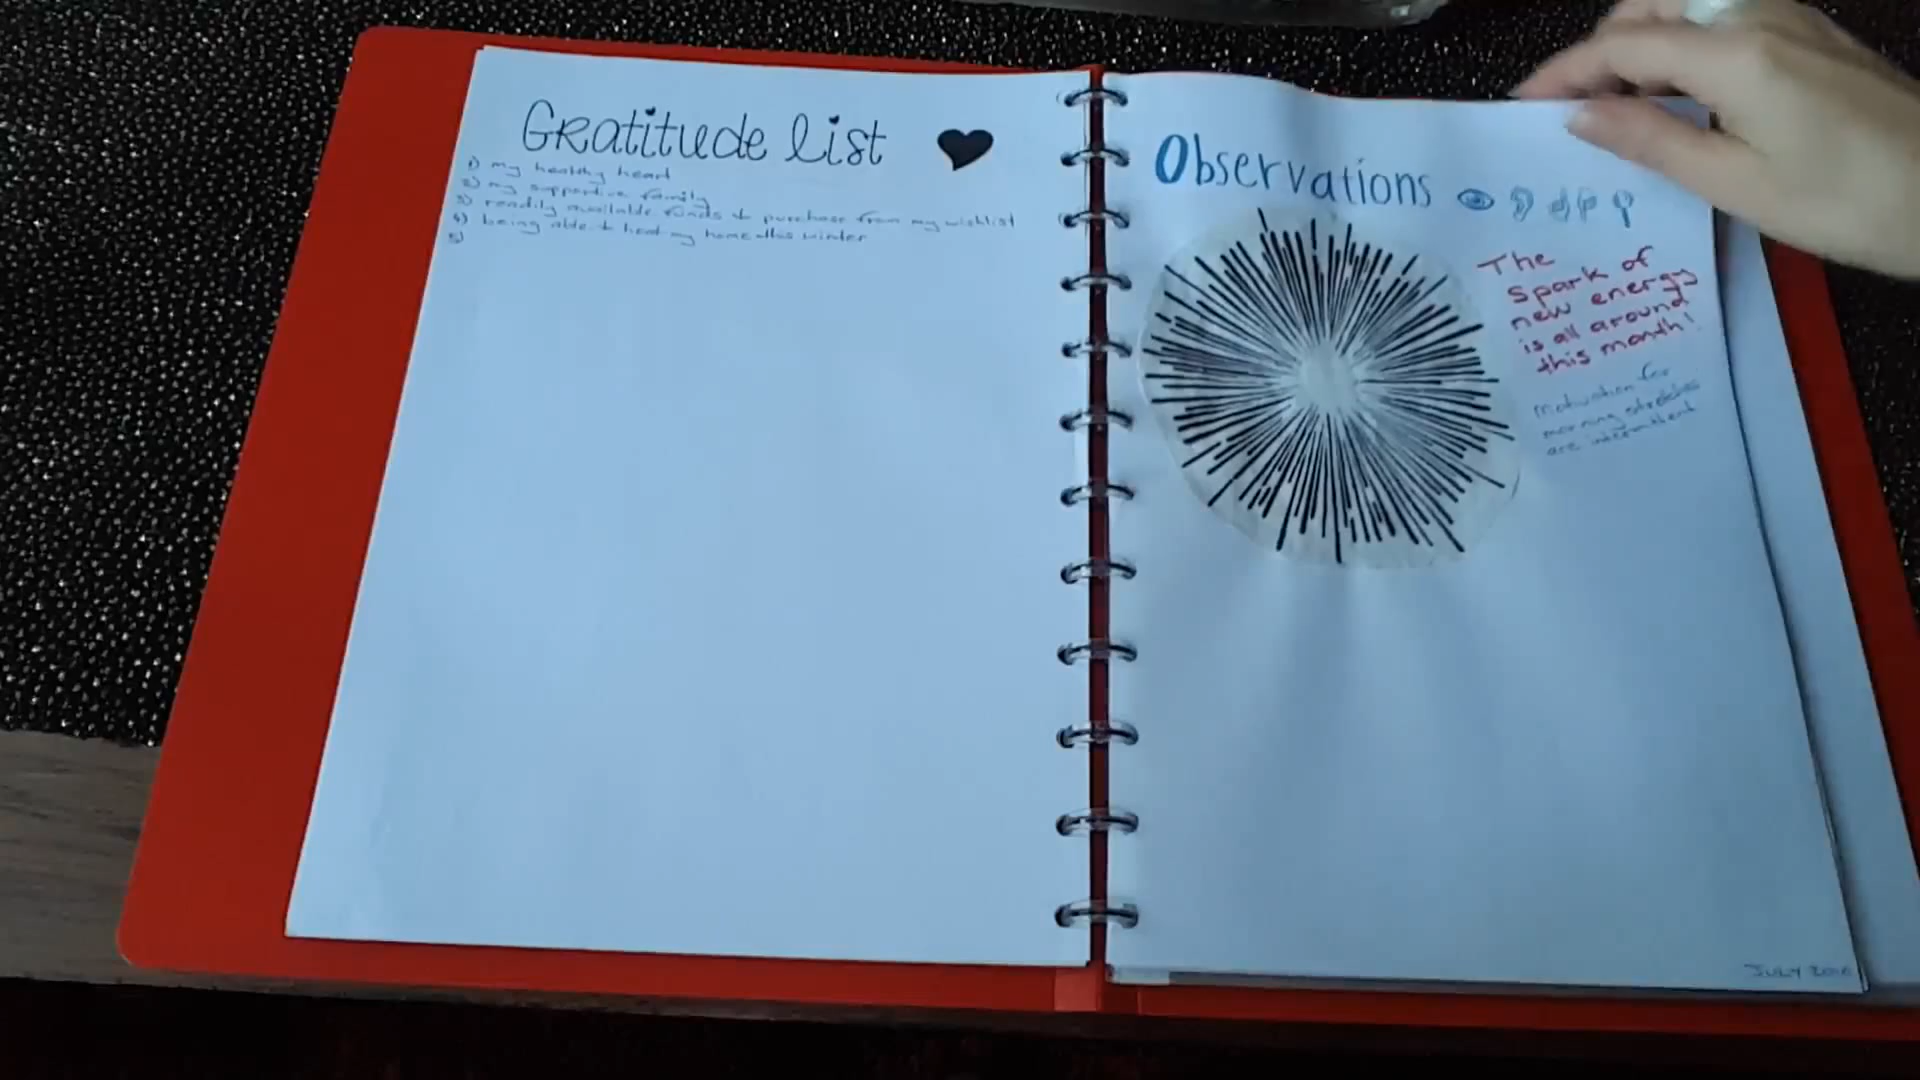 Gratitude list
1) my healthy heart
2) my supportive family
3) readily available funds to purchase from my wishlist
4) being able to heat my home this winter
5)
Observations
The
spark of
new energy
is all around
this month!
Motivation for
morning stretches
are intermittent
JULY